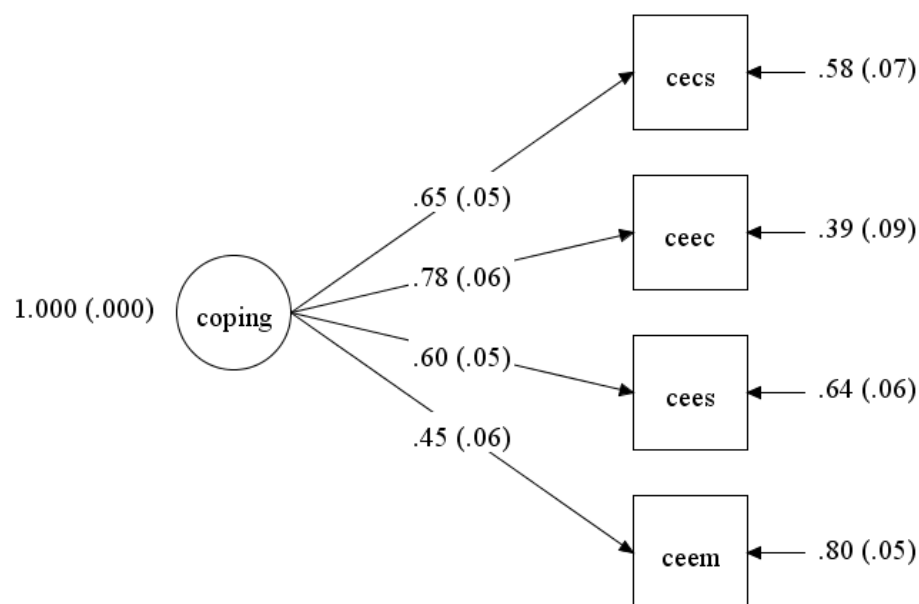 cecs
.58 (.07)
.65 (.05)
ceec
.39 (.09)
.78 (.06)
1.000 (.000)
coping
.60 (.05)
cees
.64 (.06)
.45 (.06)
ceem
.80 (.05)